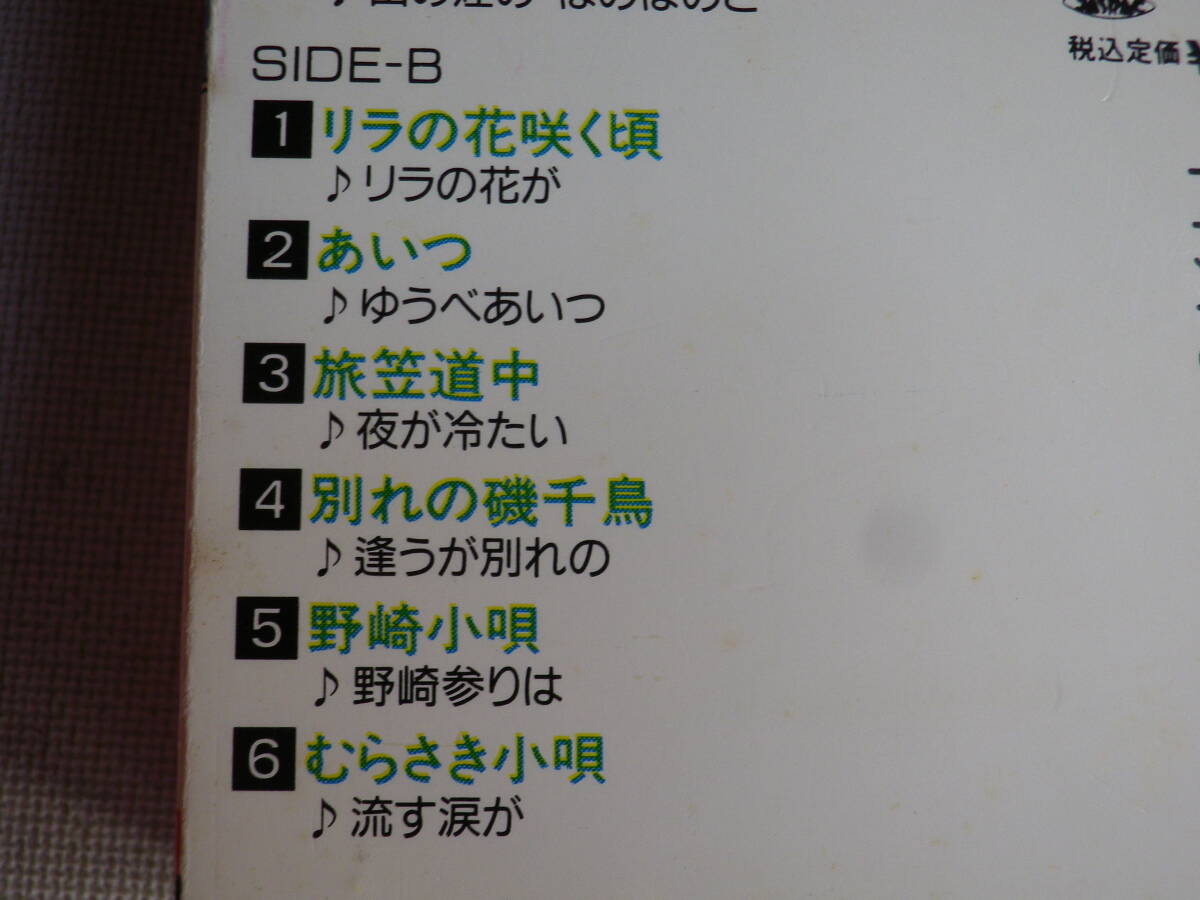 SIDE-B
1 リラの花咲く頃
♪リラの花が
2 あいつ
♪ゆうべあいつ
3 旅笠道中
♪夜が冷たい
4 別れの磯千鳥
♪逢うが別れの
5 野崎小唄
♪野崎参りは
6 むらさき小唄
♪流す涙が
税込定価¥